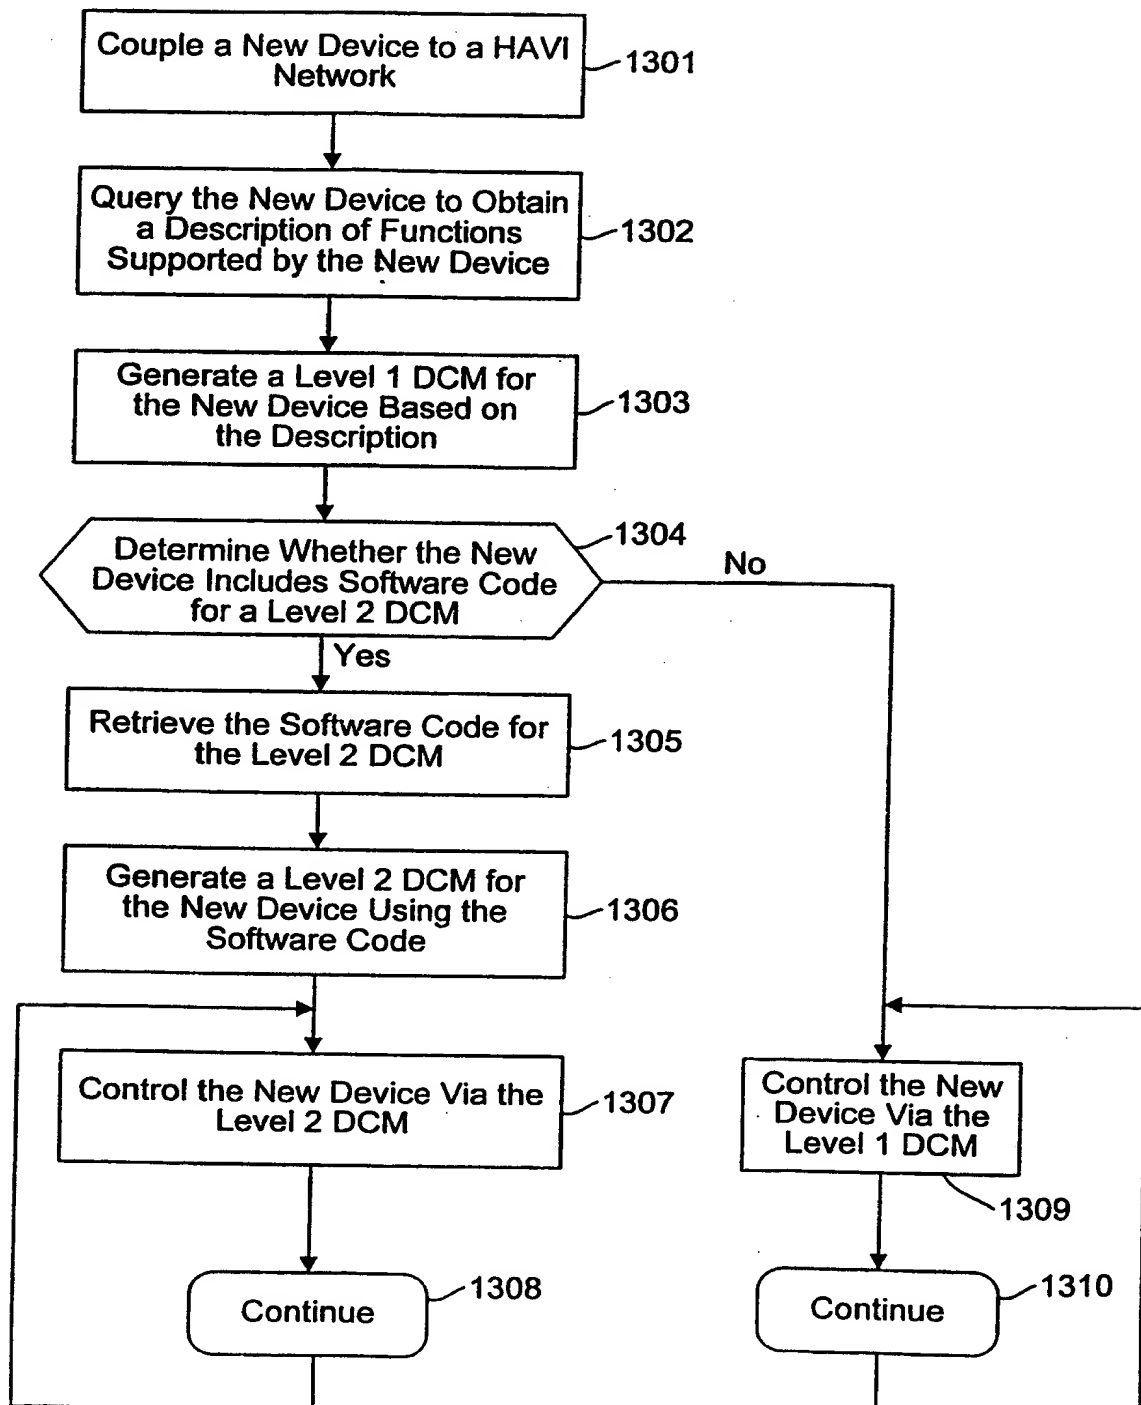 Couple a New Device to a HAVI
Network
1301
Query the New Device to Obtain
a Description of Functions
Supported by the New Device
1302
Generate a Level 1 DCM for
the New Device Based on
the Description
1303
Determine Whether the New
Device Includes Software Code
for a Level 2 DCM
1304
No
Yes
Retrieve the Software Code for
the Level 2 DCM
1305
Generate a Level 2 DCM for
the New Device Using the
Software Code
1306
Control the New Device Via the
Level 2 DCM
1307
Control the New
Device Via the
Level 1 DCM
1309
Continue
1308
Continue
1310